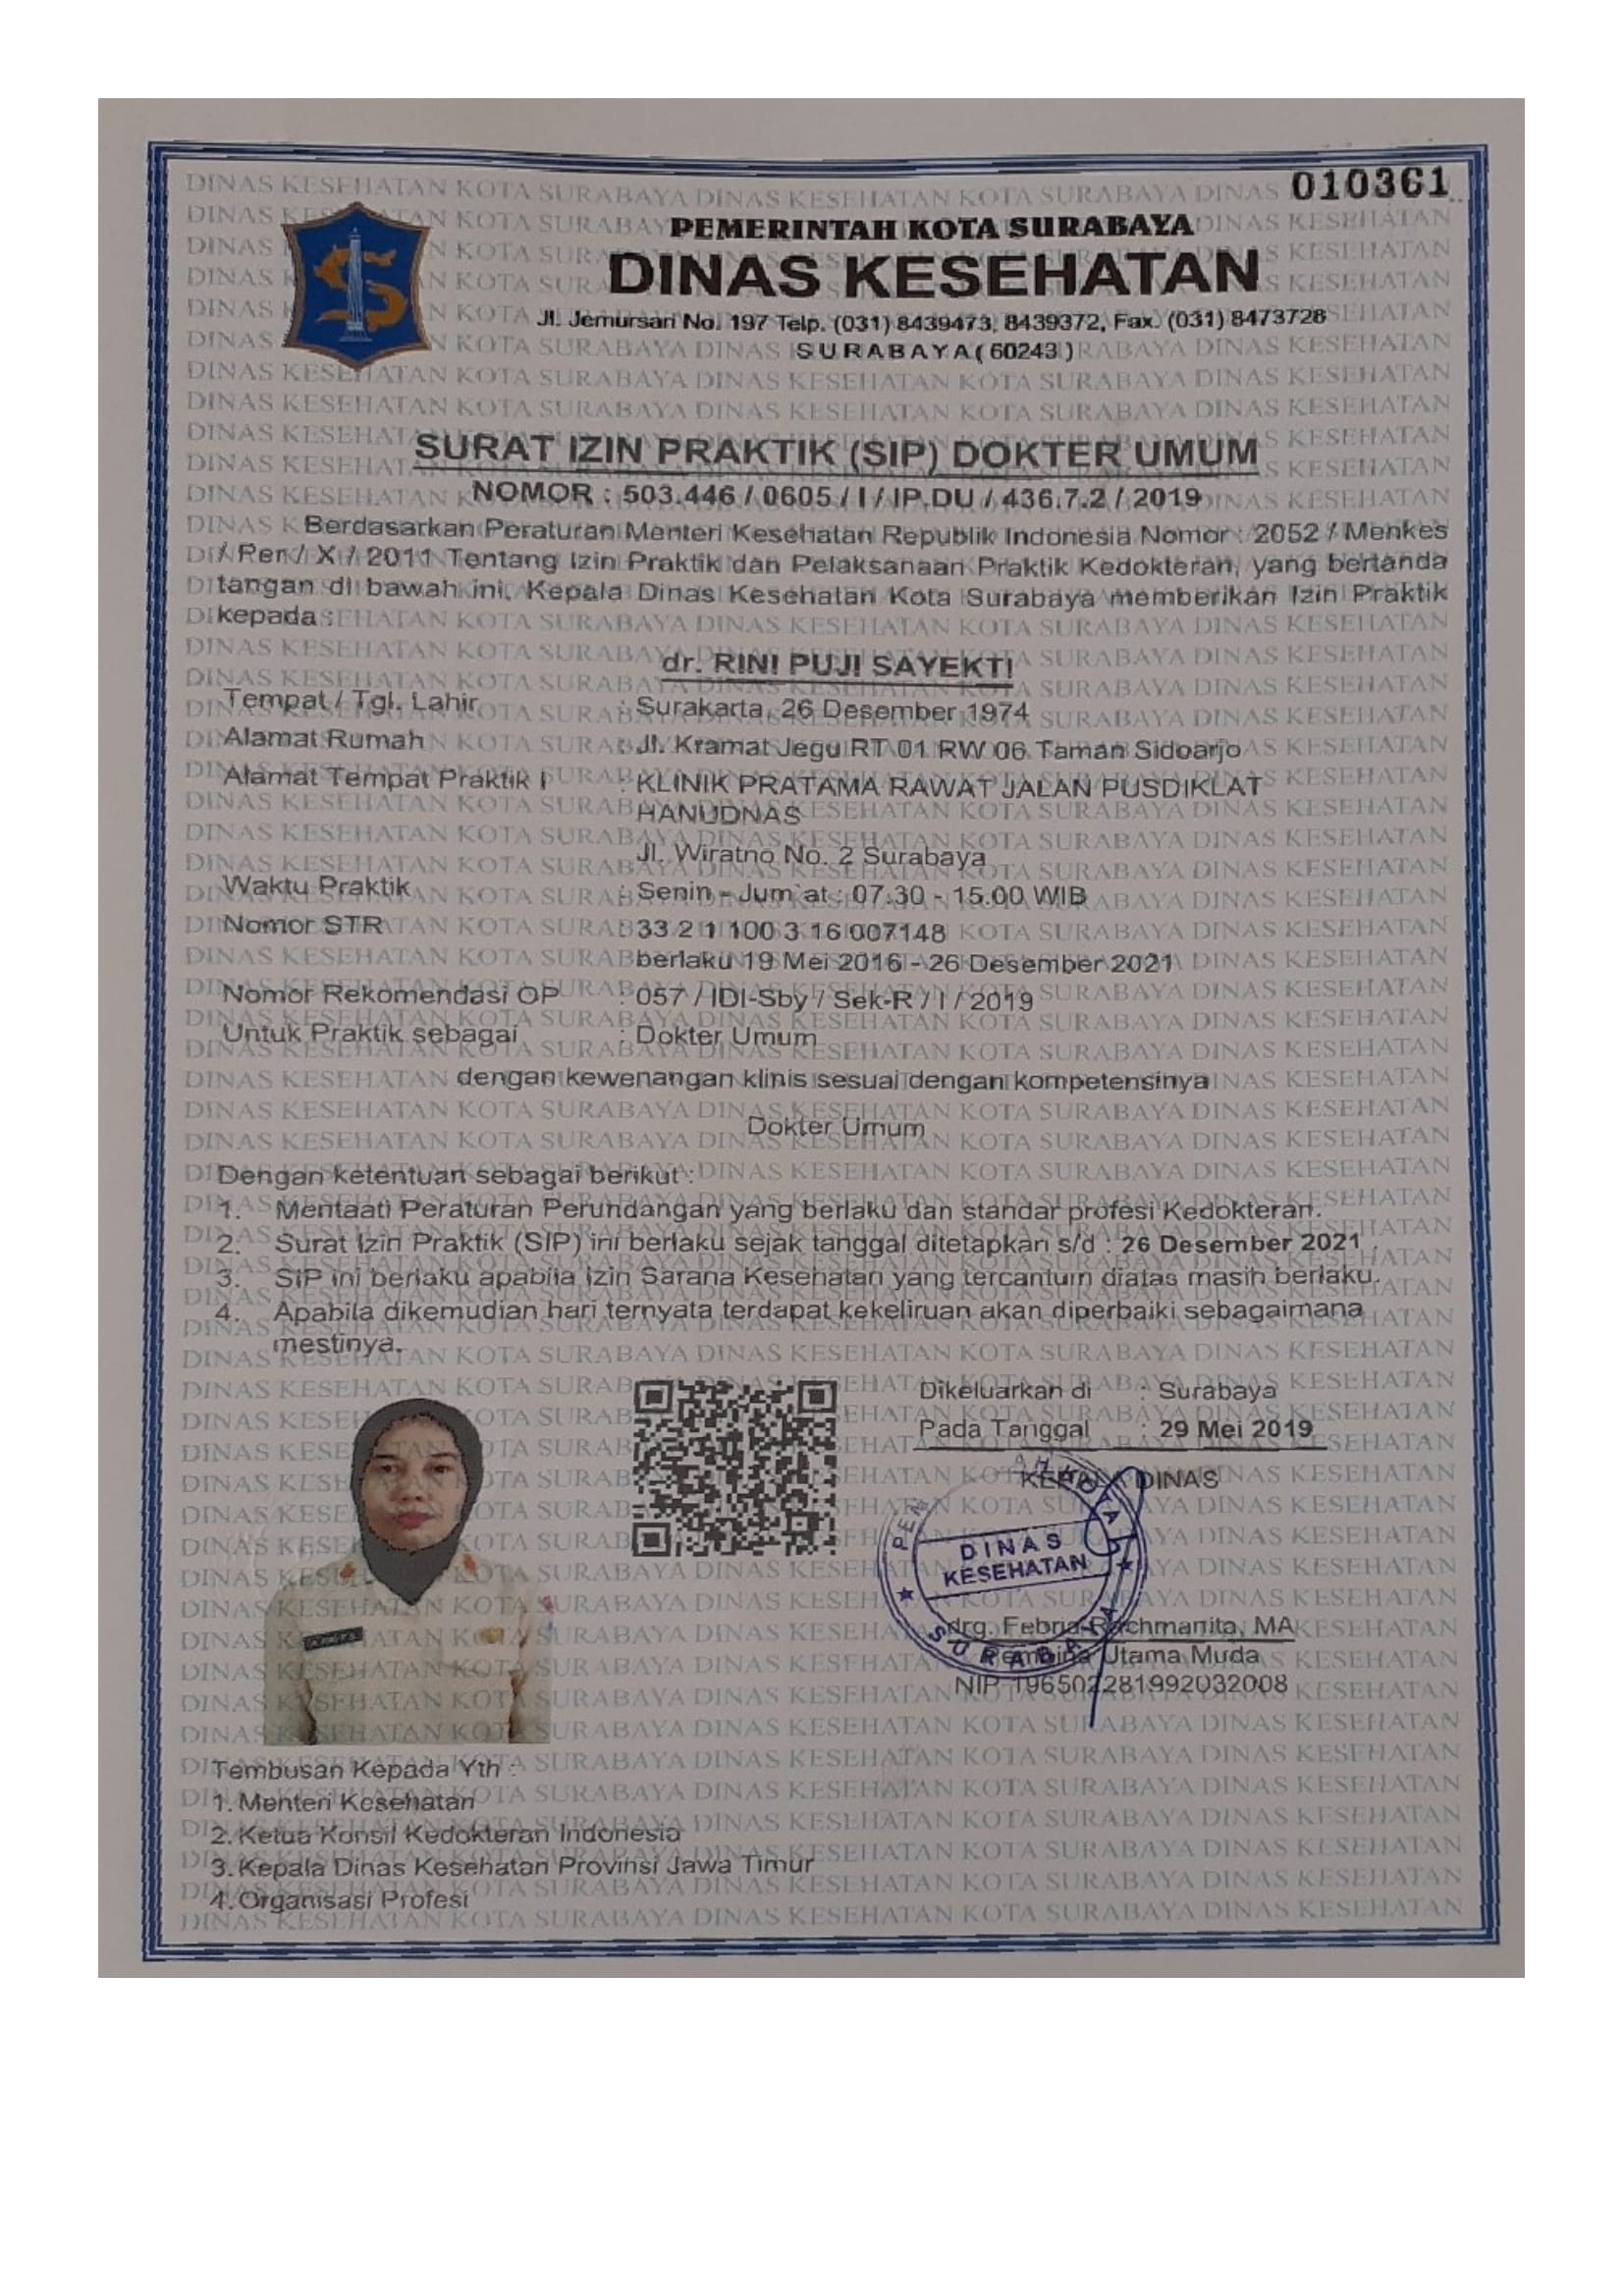 010361
PEMERINTAH KOTA SURABAYA
DINAS KESEHATAN
Jl. Jemursari No. 197 Telp. (031) 8439473, 8439372, Fax. (031) 8473728
SURABAYA ( 60243 )
SURAT IZIN PRAKTIK (SIP) DOKTER UMUM
NOMOR : 503.446 / 0605 / I / IP.DU / 436.7.2 / 2019
Berdasarkan Peraturan Menteri Kesehatan Republik Indonesia Nomor : 2052 / Menkes
/ Per / X / 2011 Tentang Izin Praktik dan Pelaksanaan Praktik Kedokteran, yang bertanda
tangan di bawah ini, Kepala Dinas Kesehatan Kota Surabaya memberikan Izin Praktik
kepada :
dr. RINI PUJI SAYEKTI
Tempat / Tgl. Lahir : Surakarta, 26 Desember 1974
Alamat Rumah : Jl. Kramat Jegu RT 01 RW 06 Taman Sidoarjo
Alamat Tempat Praktik I : KLINIK PRATAMA RAWAT JALAN PUSDIKLAT
HANUDNAS
Jl. Wiratno No. 2 Surabaya
Waktu Praktik : Senin - Jum`at : 07.30 - 15.00 WIB
Nomor STR : 33 2 1 100 3 16 007148
berlaku 19 Mei 2016 - 26 Desember 2021
Nomor Rekomendasi OP : 057 / IDI-Sby / Sek-R / I / 2019
Untuk Praktik sebagai : Dokter Umum
dengan kewenangan klinis sesuai dengan kompetensinya
Dokter Umum
Dengan ketentuan sebagai berikut :
1. Mentaati Peraturan Perundangan yang berlaku dan standar profesi Kedokteran.
2. Surat Izin Praktik (SIP) ini berlaku sejak tanggal ditetapkan s/d : 26 Desember 2021 .
3. SIP ini berlaku apabila izin Sarana Kesehatan yang tercantum diatas masih berlaku.
4. Apabila dikemudian hari ternyata terdapat kekeliruan akan diperbaiki sebagaimana
mestinya.
Dikeluarkan di : Surabaya
Pada Tanggal : 29 Mei 2019
KEPALA DINAS
DINAS
KESEHATAN
SURABAYA
drg. Febria Rachmanita, MA
Pembina Utama Muda
NIP 196502281992032008
Tembusan Kepada Yth :
1. Menteri Kesehatan
2. Ketua Konsil Kedokteran Indonesia
3. Kepala Dinas Kesehatan Provinsi Jawa Timur
4. Organisasi Profesi